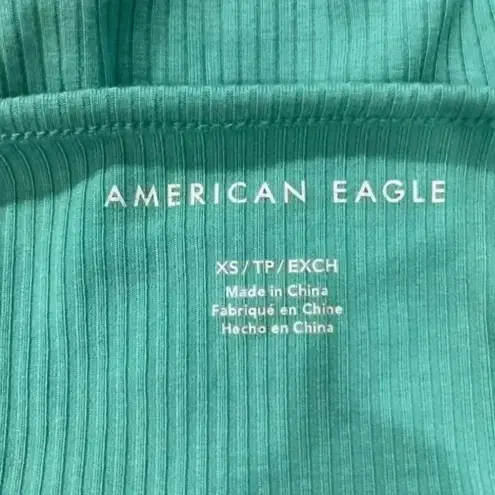 AMERICAN EAGLE
XS/TP/EXCH
Made in China
Fabriqué en Chine
Hecho en China